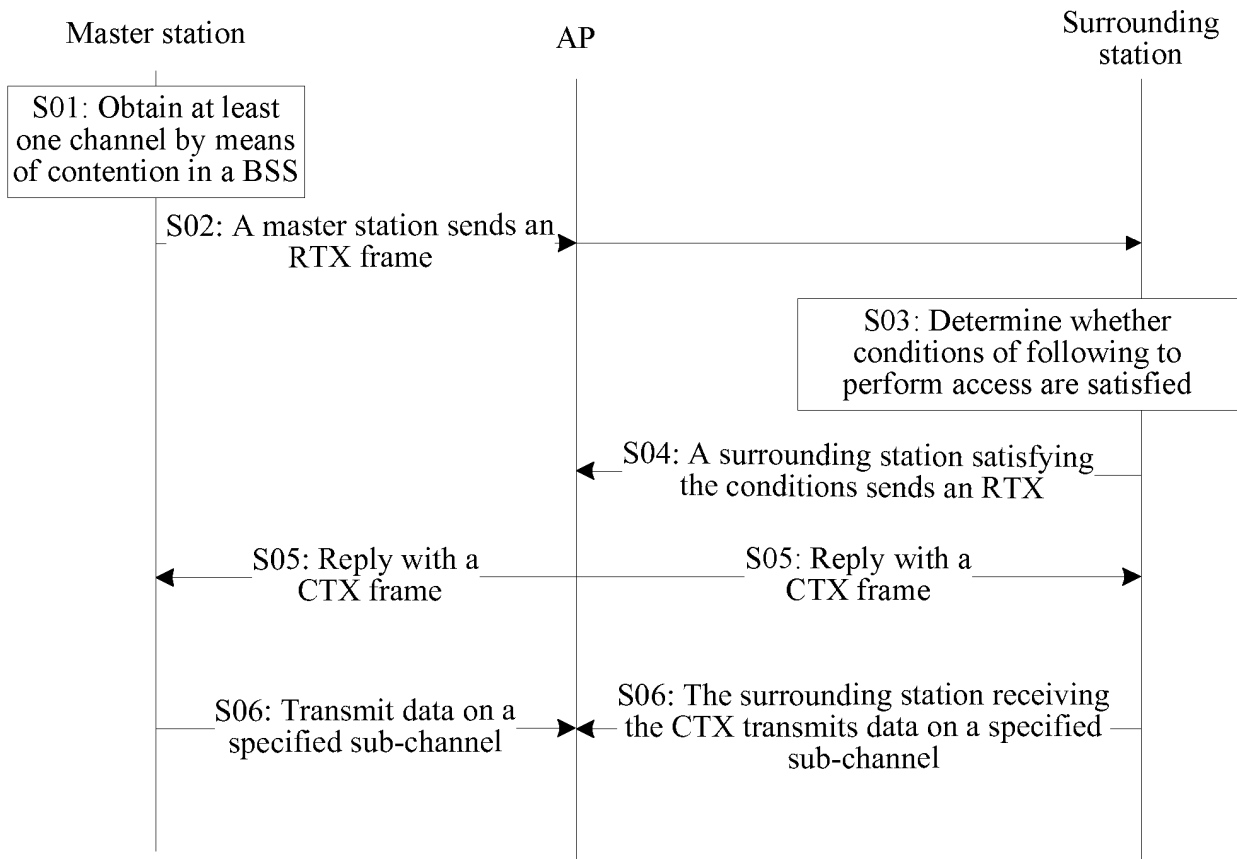 Master station
AP
Surrounding
station
S01: Obtain at least
one channel by means
of contention in a BSS
S02: A master station sends an
RTX frame
S03: Determine whether
conditions of following to
perform access are satisfied
S04: A surrounding station satisfying
the conditions sends an RTX
S05: Reply with a
CTX frame
S05: Reply with a
CTX frame
S06: Transmit data on a
specified sub-channel
S06: The surrounding station receiving
the CTX transmits data on a specified
sub-channel